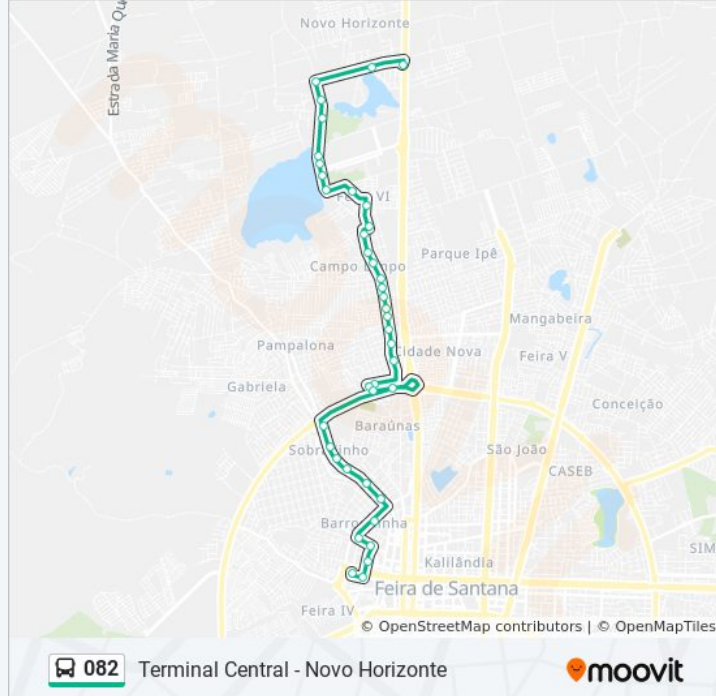 Novo Horizonte
Estrada Maria Qu
Feira VI
Parque Ipê
Campo Limpo
Mangabeira
Pampalona
Cidade Nova
Feira V
Gabriela
Conceição
Baraúnas
Sobradinho
São João
CASEB
Barroquinha
SIM
Kalilândia
Feira de Santana
Feira IV
© OpenStreetMap contributors | © OpenMapTiles
082 Terminal Central - Novo Horizonte
moovit